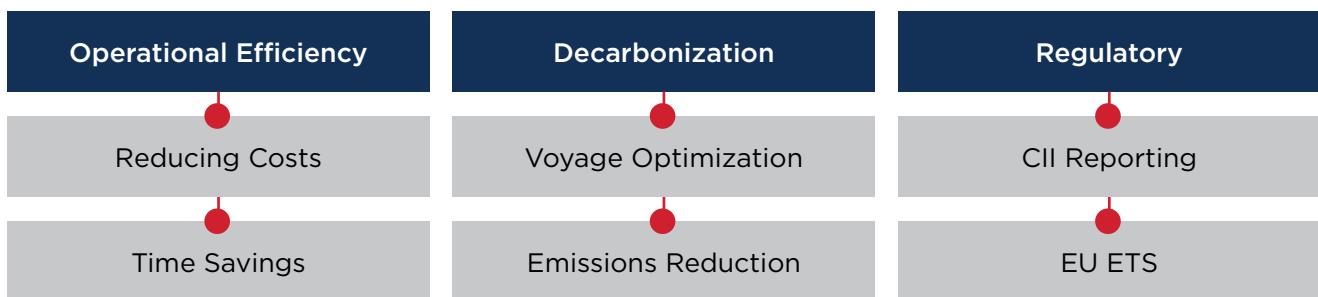 Operational Efficiency
Reducing Costs
Time Savings
Decarbonization
Voyage Optimization
Emissions Reduction
Regulatory
CII Reporting
EU ETS